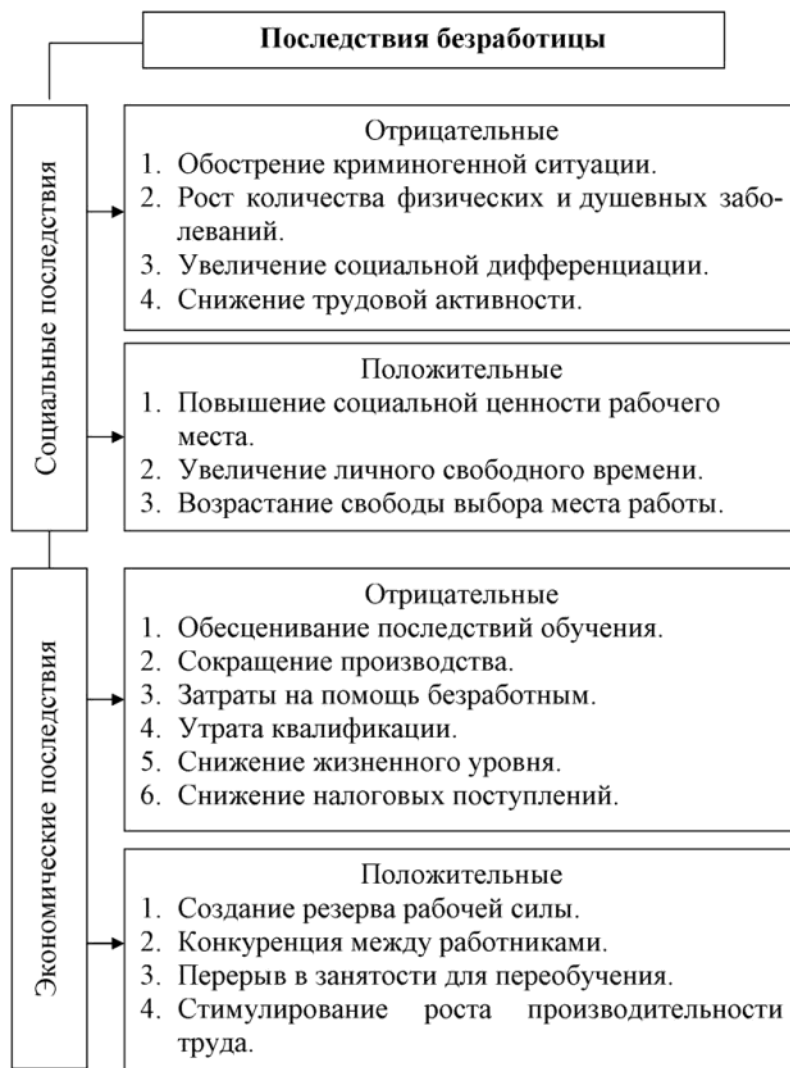 Последствия безработицы
Социальные последствия
Отрицательные
1. Обострение криминогенной ситуации.
2. Рост количества физических и душевных забо-
леваний.
3. Увеличение социальной дифференциации.
4. Снижение трудовой активности.
Положительные
1. Повышение социальной ценности рабочего
места.
2. Увеличение личного свободного времени.
3. Возрастание свободы выбора места работы.
Экономические последствия
Отрицательные
1. Обесценивание последствий обучения.
2. Сокращение производства.
3. Затраты на помощь безработным.
4. Утрата квалификации.
5. Снижение жизненного уровня.
6. Снижение налоговых поступлений.
Положительные
1. Создание резерва рабочей силы.
2. Конкуренция между работниками.
3. Перерыв в занятости для переобучения.
4. Стимулирование роста производительности
труда.